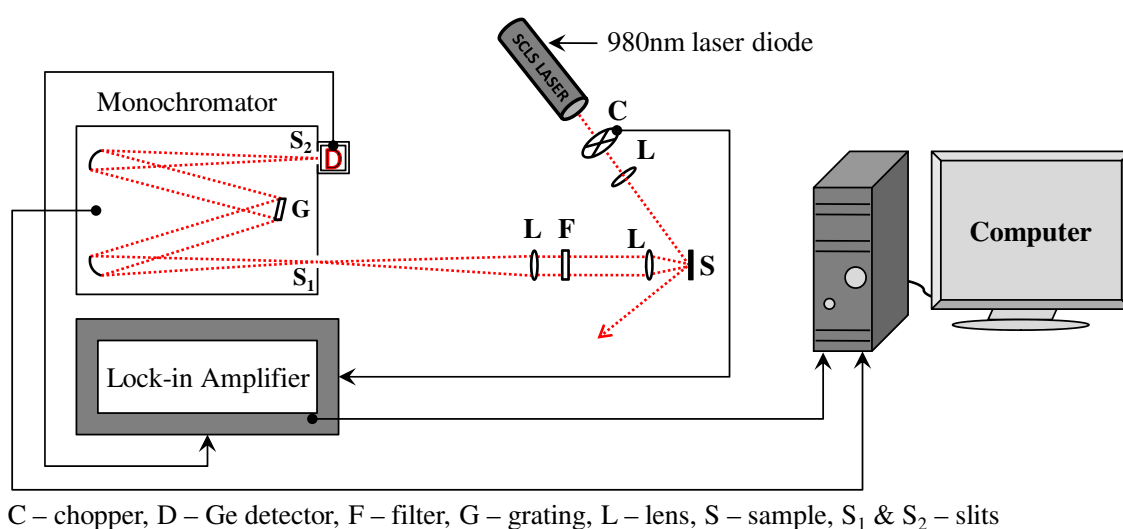 980nm laser diode
SCLS LASER
C
Monochromator
S₂
L
D
G
Computer
L F L
S
S₁
Lock-in Amplifier
C – chopper, D – Ge detector, F – filter, G – grating, L – lens, S – sample, S₁ & S₂ – slits